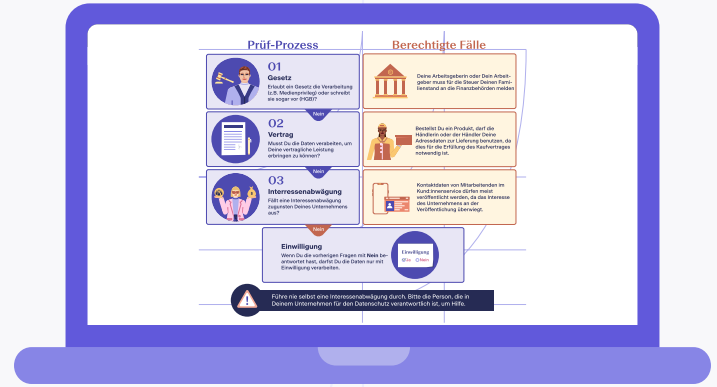 Prüf-Prozess
Berechtigte Fälle
01
Gesetz
Erlaubt ein Gesetz die Verarbeitung
(z.B. Medienprivileg) oder schreibt
sie sogar vor (HGB)?
Deine Arbeitsgeberin oder Dein Arbeit-
geber muss für die Steuer Deinen Fami-
lienstand an die Finanzbehörden melden
Nein
02
Vertrag
Musst Du die Daten verabeiten, um
Deine vertragliche Leistung
erbringen zu können?
Bestellst Du ein Produkt, darf die
Händlerin oder der Händler Deine
Adressdaten zur Lieferung benutzen, da
dies für die Erfüllung des Kaufvertrages
notwendig ist.
Nein
03
Interressenabwägung
Fällt eine Interessenabwägung
zugunsten Deines Unternehmens
aus?
Kontaktdaten von Mitarbeitenden im
Kund:innenservice dürfen meist
veröffentlicht werden, da das Interesse
des Unternehmens an der
Veröffentlichung überwiegt.
Nein
Einwilligung
Wenn Du die vorherigen Fragen mit Nein be-
antwortet hast, darfst Du die Daten nur mit
Einwilligung verarbeiten.
Einwilligung
Ja Nein
Führe nie selbst eine Interessenabwägung durch. Bitte die Person, die in
Deinem Unternehmen für den Datenschutz verantwortlich ist, um Hilfe.